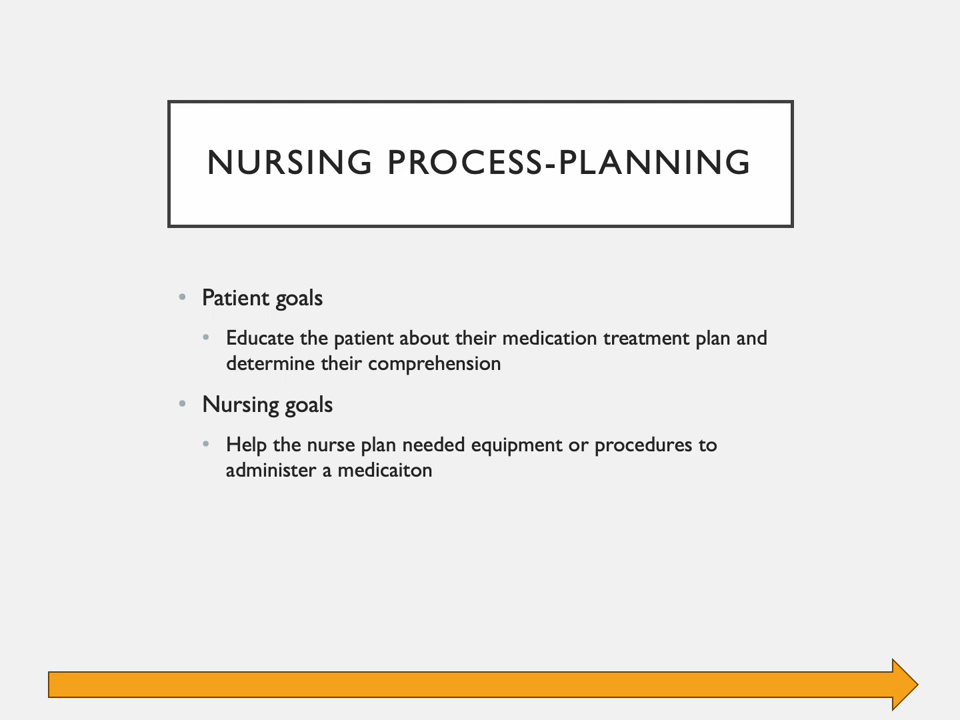 NURSING PROCESS-PLANNING
• Patient goals
• Educate the patient about their medication treatment plan and
determine their comprehension
• Nursing goals
• Help the nurse plan needed equipment or procedures to
administer a medicaiton